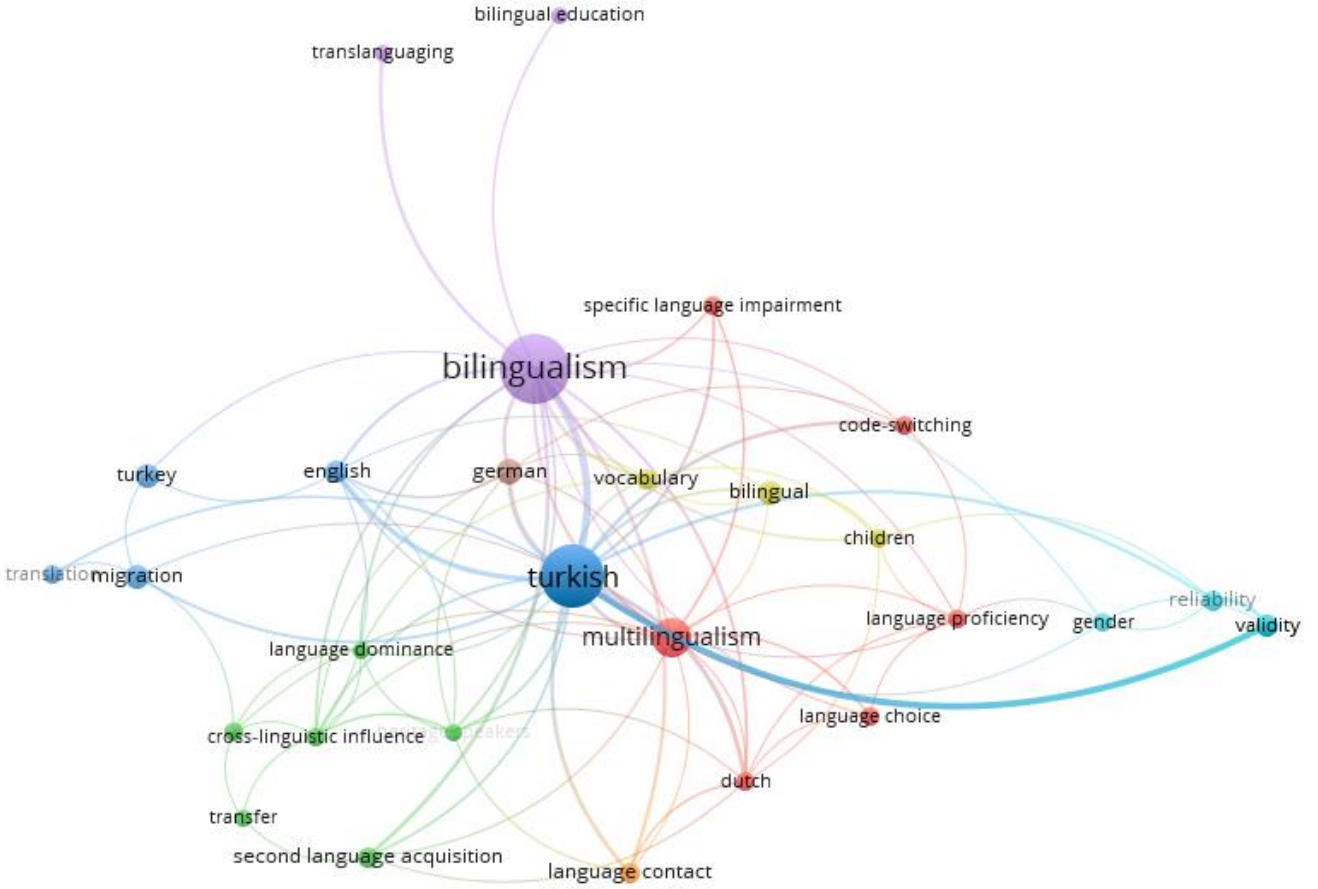 bilingual education
translanguaging
specific language impairment
bilingualism
code-switching
turkey
english
german
vocabulary
bilingual
children
translation
migration
turkish
reliability
language proficiency
gender
validity
multilingualism
language dominance
language choice
cross-linguistic influence
heritage speakers
dutch
transfer
second language acquisition
language contact